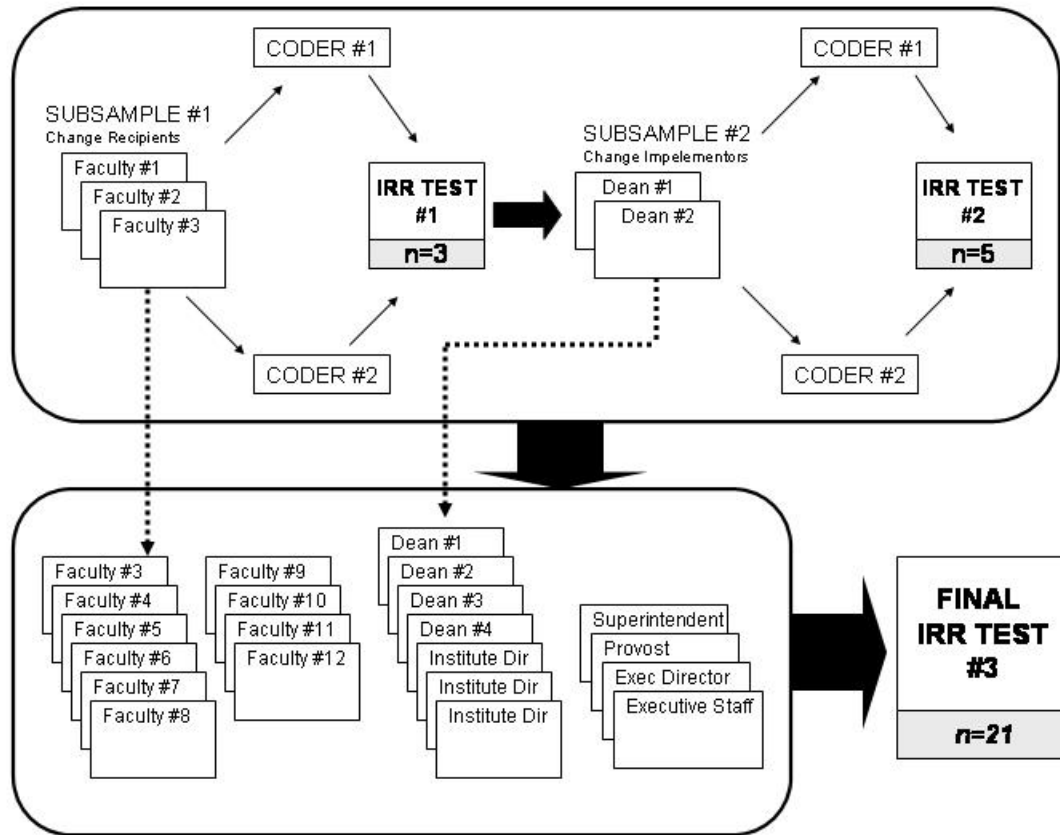 CODER #1
CODER #1
SUBSAMPLE #1
Change Recipients
Faculty #1
Faculty #2
Faculty #3
IRR TEST
#1
n=3
SUBSAMPLE #2
Change Impelementors
Dean #1
Dean #2
IRR TEST
#2
n=5
CODER #2
CODER #2
Faculty #3
Faculty #4
Faculty #5
Faculty #6
Faculty #7
Faculty #8
Faculty #9
Faculty #10
Faculty #11
Faculty #12
Dean #1
Dean #2
Dean #3
Dean #4
Institute Dir
Institute Dir
Institute Dir
Superintendent
Provost
Exec Director
Executive Staff
FINAL
IRR TEST
#3
n=21